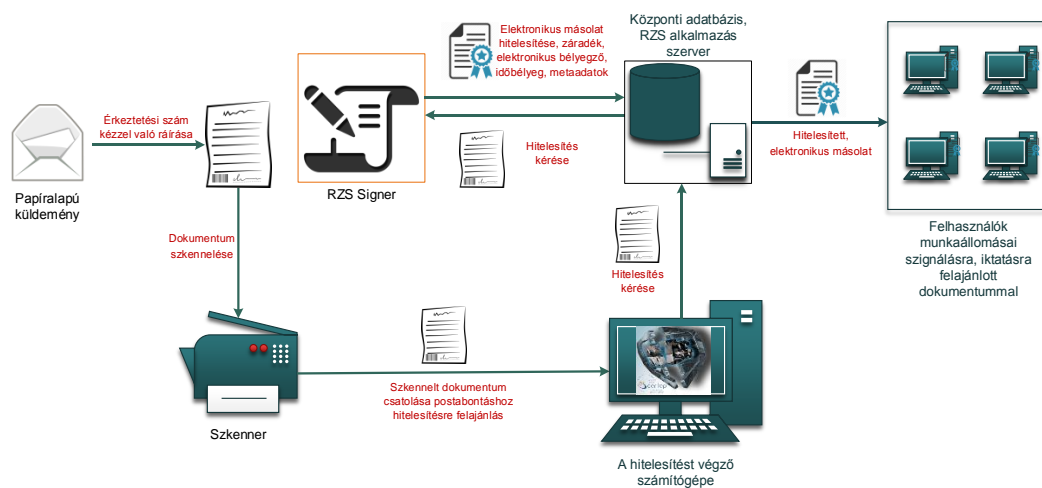 Elektronikus másolat
hitelesítése, záradék,
elektronikus bélyegző,
időbélyeg, metaadatok
Központi adatbázis,
RZS alkalmazás
szerver
Érkeztetési szám
kézzel való ráírása
Hitelesítés
kérése
Hitelesített,
elektronikus másolat
Papíralapú
küldemény
RZS Signer
Felhasználók
munkaállomásai
szignálásra, iktatásra
felajánlott
dokumentummal
Dokumentum
szkennelése
Hitelesítés
kérése
Szkennelt dokumentum
csatolása postabontáshoz
hitelesítésre felajánlás
Szkenner
A hitelesítést végző
számítógépe